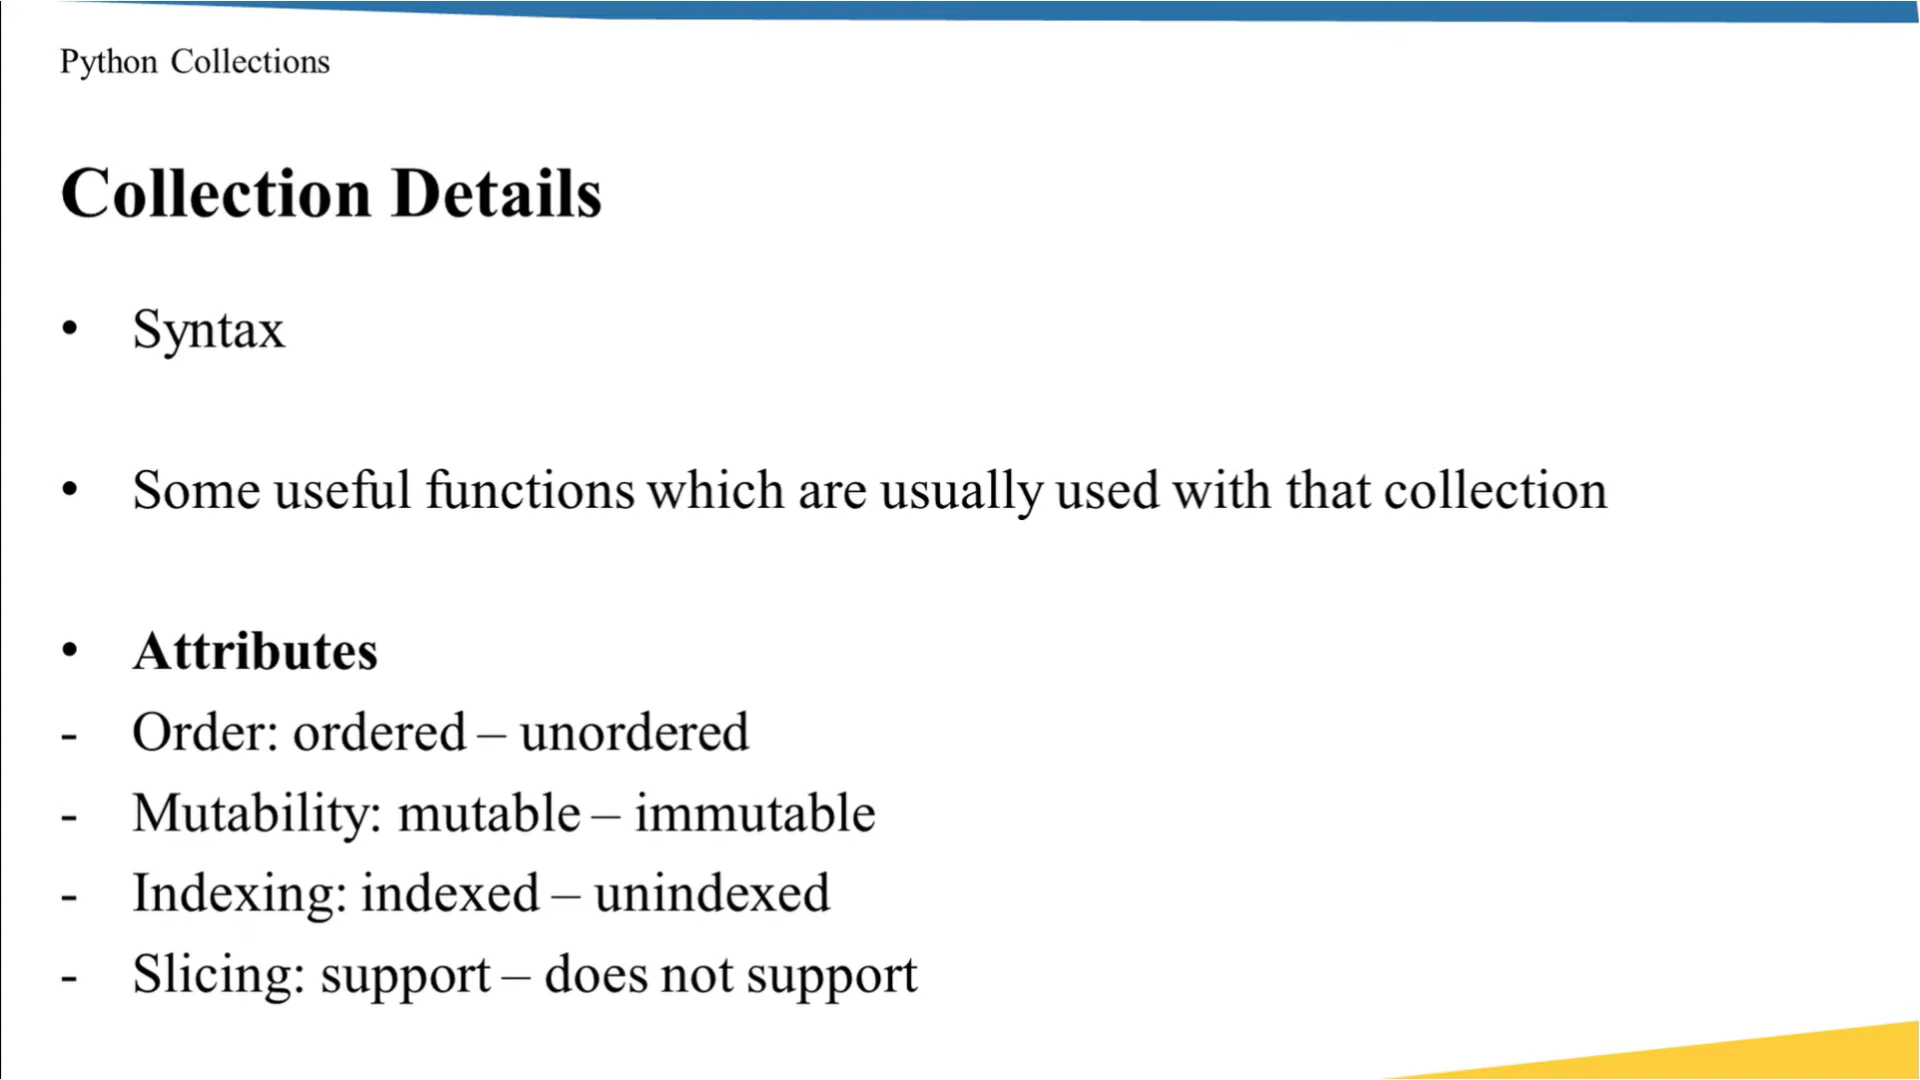 Python Collections
Collection Details
• Syntax
• Some useful functions which are usually used with that collection
• Attributes
- Order: ordered – unordered
- Mutability: mutable – immutable
- Indexing: indexed – unindexed
- Slicing: support – does not support